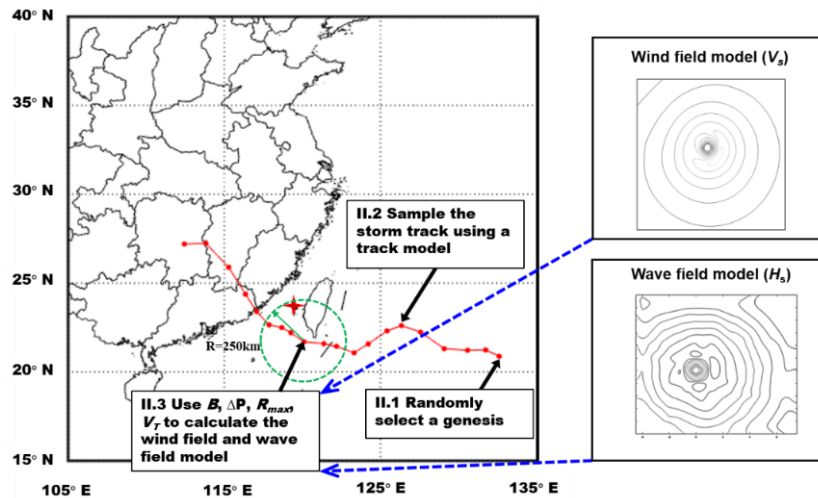 40° N
35° N
30° N
25° N
20° N
15° N
105° E
115° E
125° E
135° E
II.2 Sample the
storm track using a
track model
R=250km
II.3 Use B, ΔP, Rmax,
VT to calculate the
wind field and wave
field model
II.1 Randomly
select a genesis
Wind field model (Vs)
Wave field model (Hs)